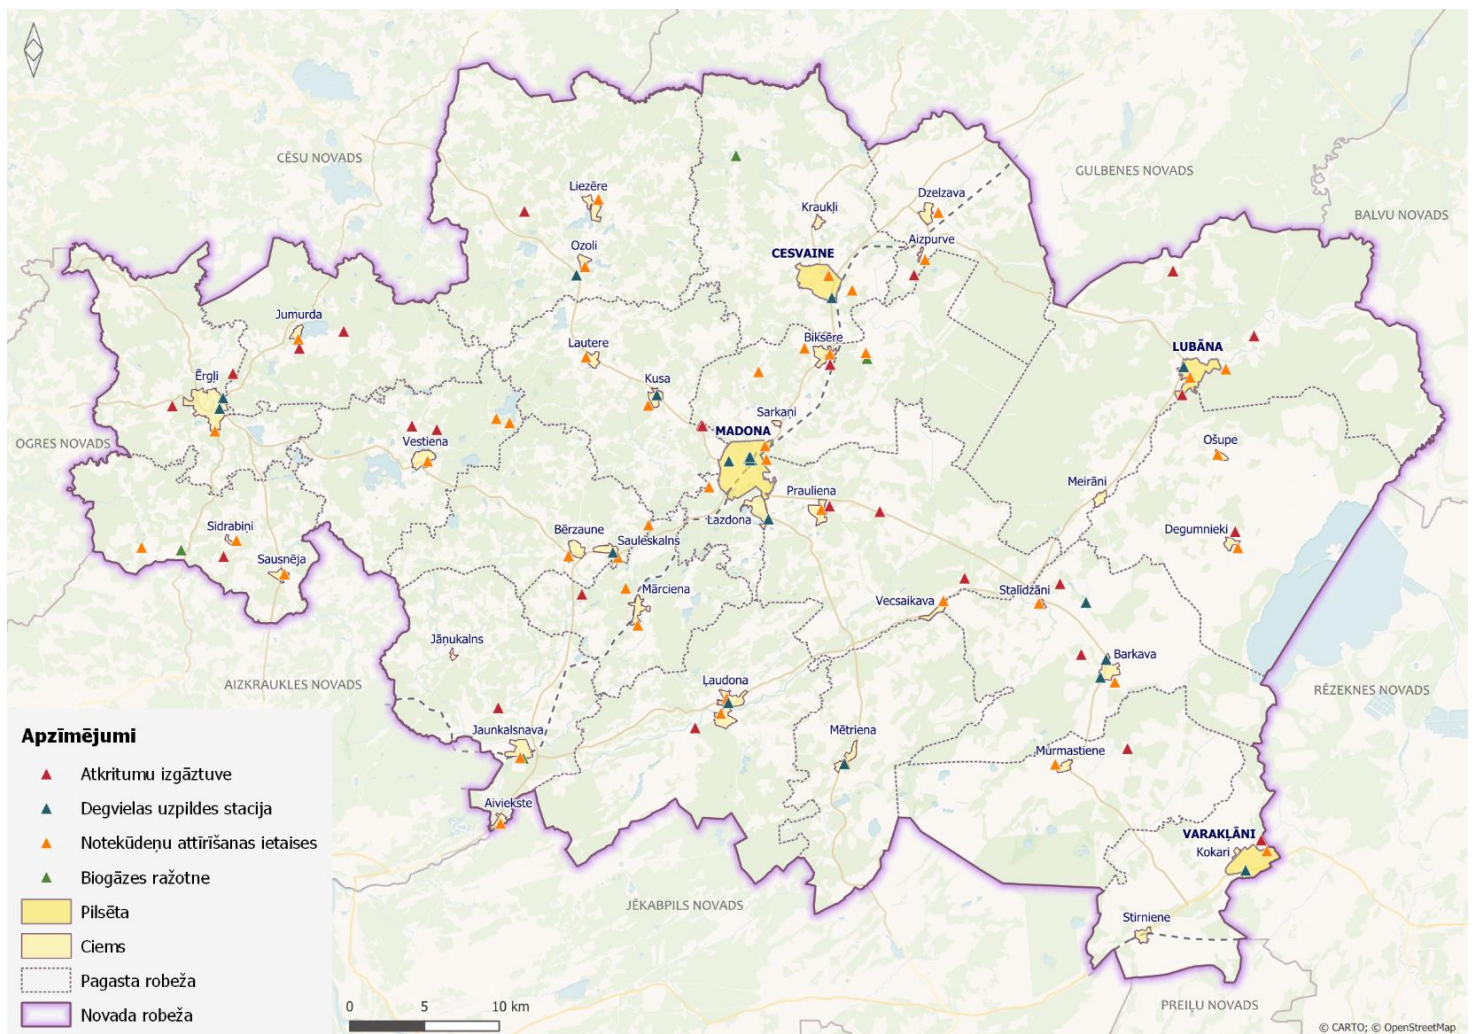 CĒSU NOVADS
GULBENES NOVADS
BALVU NOVADS
Liezēre
Kraukļi
Dzelzava
Ozoli
CESVAINE
Aizpurve
Jumurda
Lautere
Biksēre
LUBĀNA
Ērgļi
Kusa
Sarkaņi
OGRES NOVADS
Vestiena
MADONA
Ošupe
Meirāni
Prauliena
Lazdona
Degumnieki
Sidrabiņi
Bērzaune
Sauleskalns
Sausnēja
Mārciena
Vecsaikava
Stalīdzāni
Jāņukalns
Barkava
AIZKRAUKLES NOVADS
Ļaudona
RĒZEKNES NOVADS
Jaunkalsnava
Mētriena
Murmastiene
Aiviekste
VARAKĻĀNI
Kokari
JĒKABPILS NOVADS
Stirniene
PREIĻU NOVADS
Apzīmējumi
Atkritumu izgāztuve
Degvielas uzpildes stacija
Notekūdeņu attīrīšanas ietaises
Biogāzes ražotne
Pilsēta
Ciems
Pagasta robeža
Novada robeža
0 5 10 km
© CARTO; © OpenStreetMap